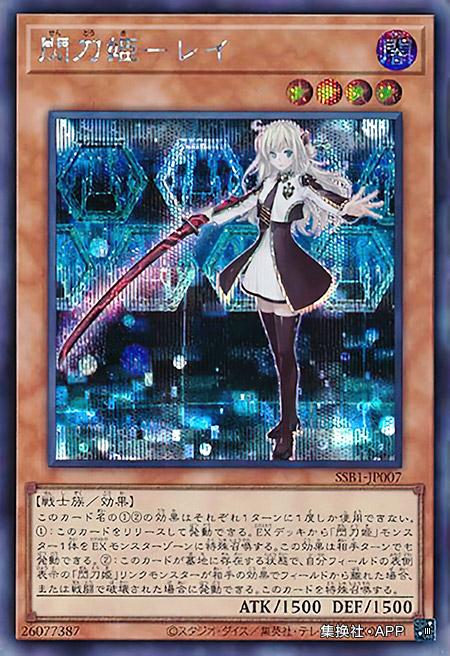 閃刀姫－レイ
せん とう き
闇
SSB1-JP007
【戦士族／効果】
このカード名の①②の効果はそれぞれ1ターンに1度しか使用できない。
①：このカードをリリースして発動できる。EXデッキから「閃刀姫」モン
スター1体をEXモンスターゾーンに特殊召喚する。この効果は相手ターンでも
発動できる。②：このカードが墓地に存在する状態で、自分フィールドの表側
表示の「閃刀姫」リンクモンスターが相手の効果でフィールドから離れた場合、
または戦闘で破壊された場合に発動できる。このカードを特殊召喚する。
ATK/1500 DEF/1500
26077387
©スタジオ・ダイス／集英社・テレ
集換社・APP